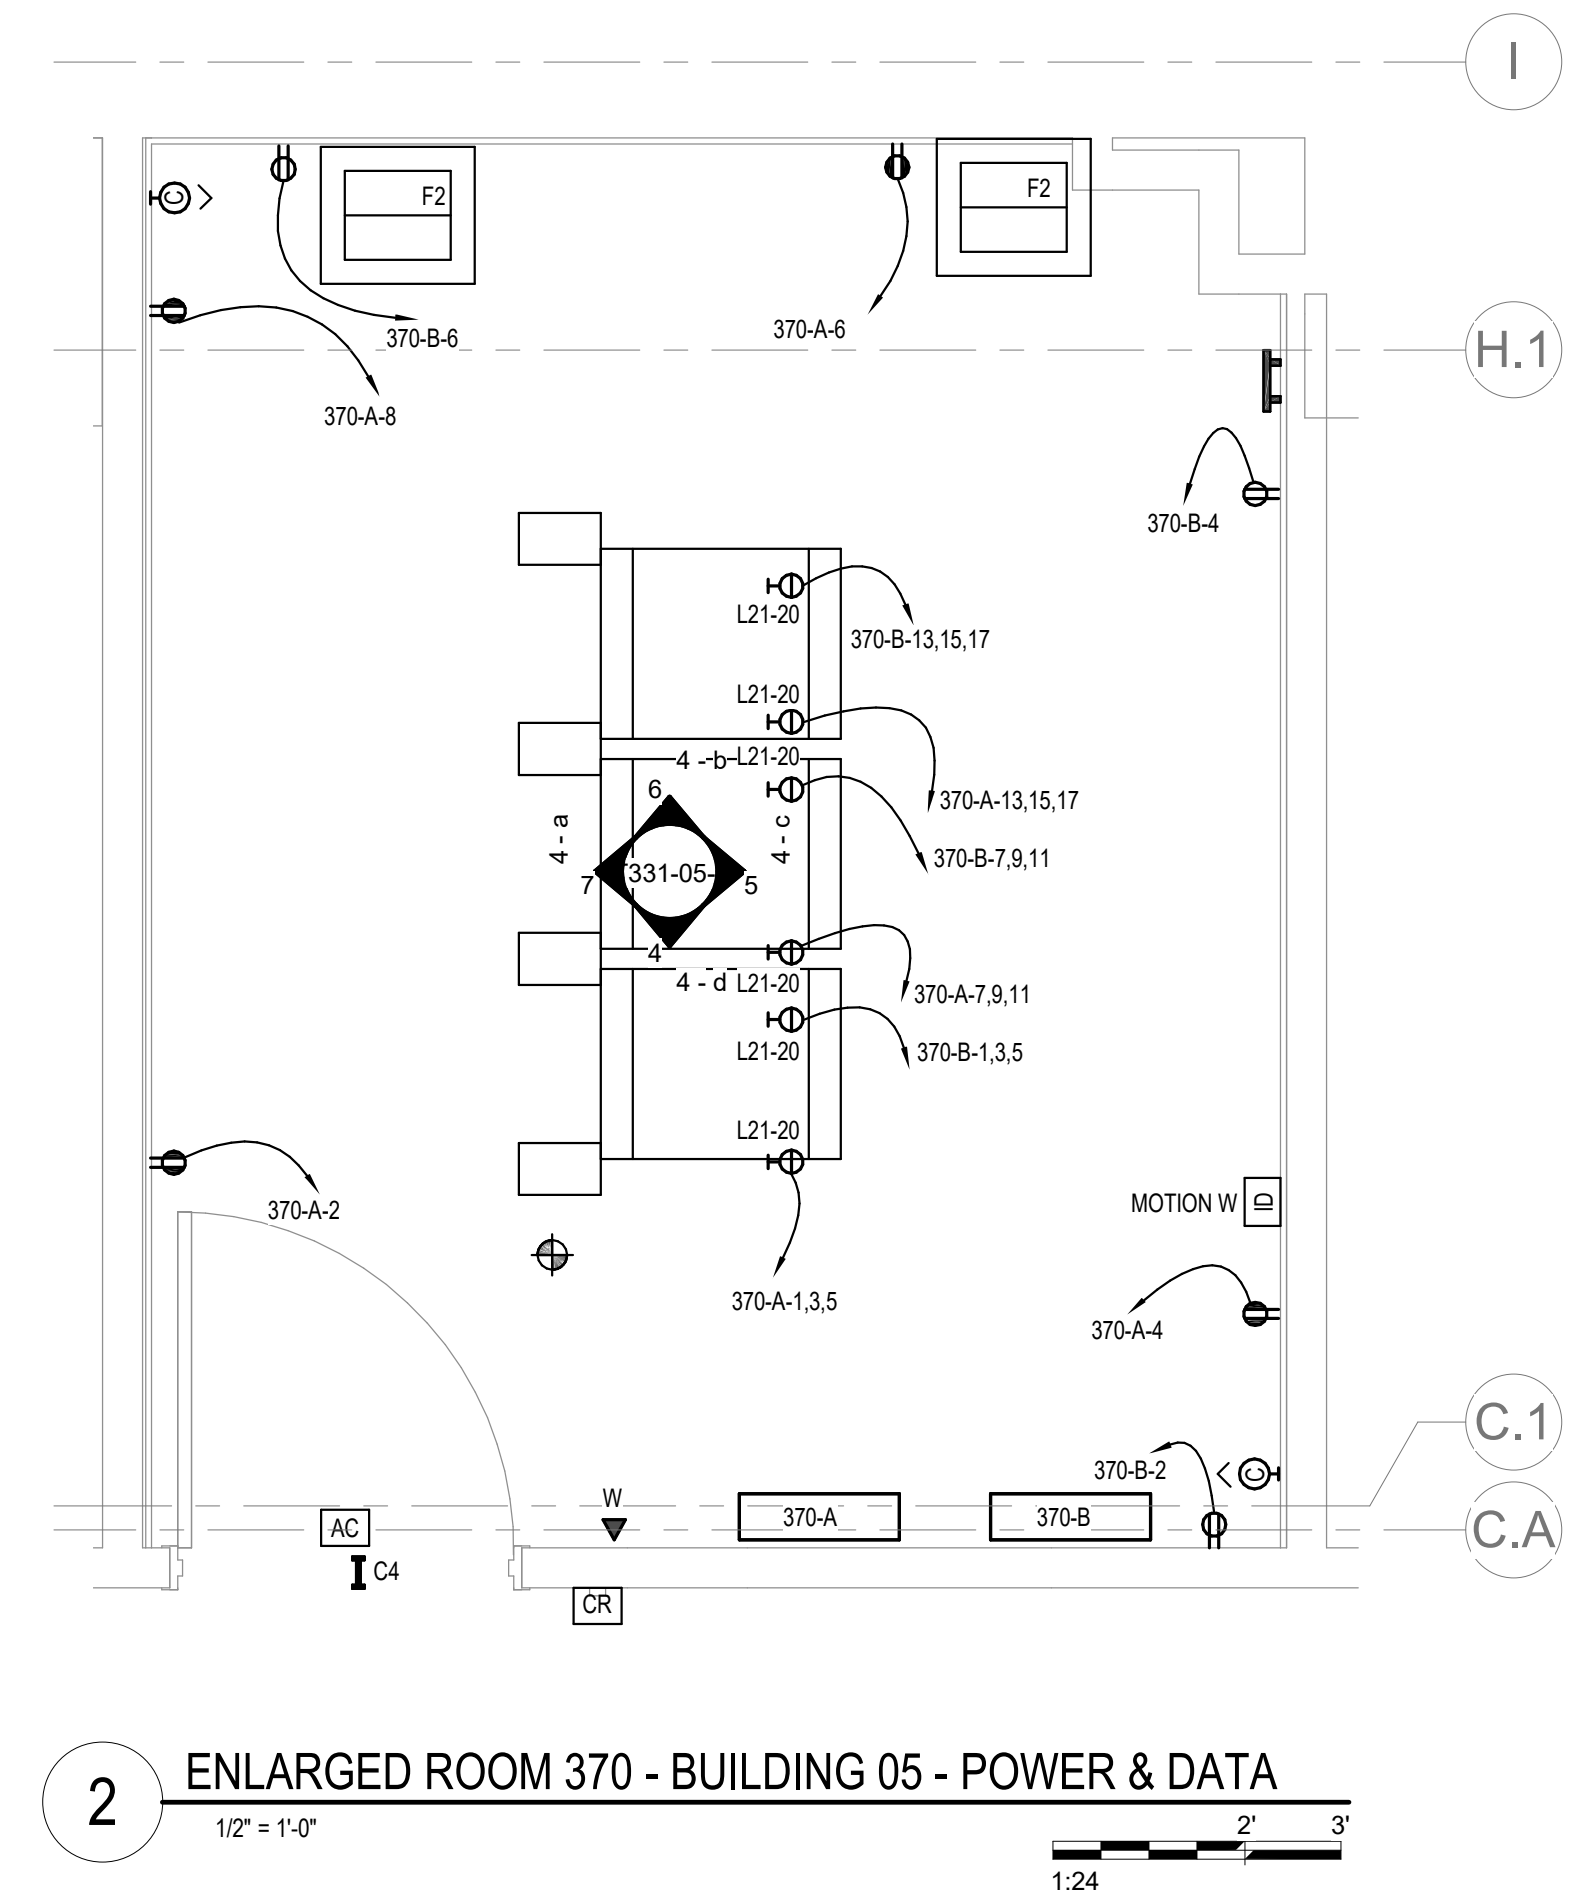 I
F2
F2
C
370-B-6
370-A-6
H.1
370-A-8
370-B-4
L21-20
370-B-13,15,17
L21-20
4 - b
L21-20
6
370-A-13,15,17
4 - a
4 - c
370-B-7,9,11
7
331-05-
5
4
4 - d
L21-20
370-A-7,9,11
L21-20
370-B-1,3,5
L21-20
MOTION W
ID
370-A-2
370-A-1,3,5
370-A-4
C.1
370-B-2
C
W
370-A
370-B
AC
C.A
C4
CR
2
ENLARGED ROOM 370 - BUILDING 05 - POWER & DATA
1/2" = 1'-0"
2'
3'
1:24